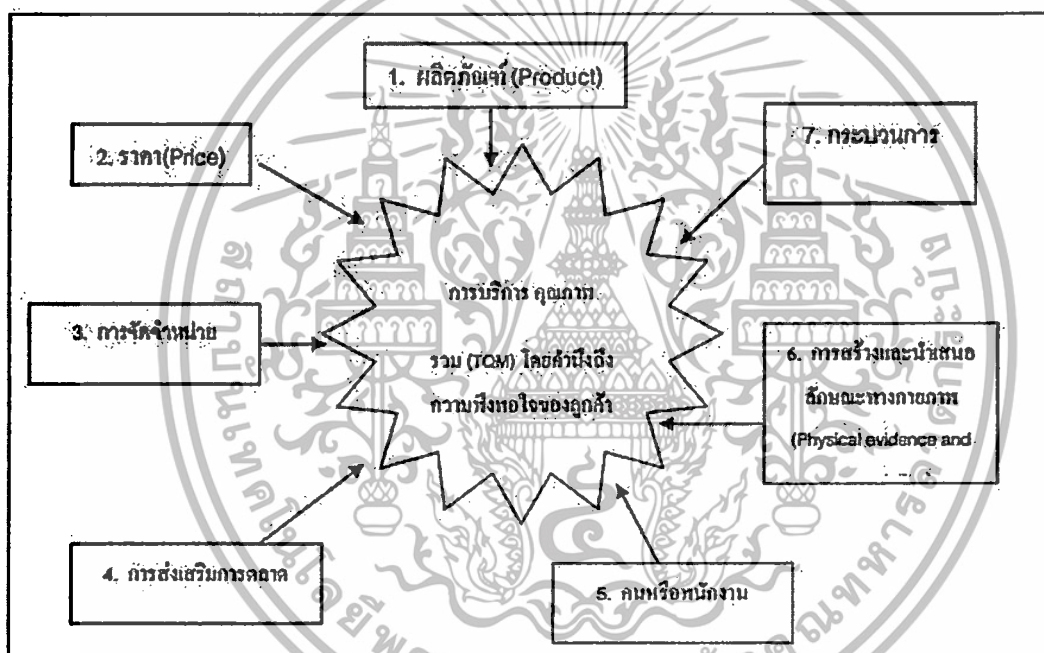 1. ผลิตภัณฑ์ (Product)
2. ราคา(Price)
7. กระบวนการ
การบริการ คุณภาพ
รวม (TQM) โดยคำนึงถึง
ความพึงพอใจของลูกค้า
3. การจัดจำหน่าย
6. การสร้างและนำเสนอ
ลักษณะทางกายภาพ
(Physical evidence and
4. การส่งเสริมการตลาด
5. คนหรือพนักงาน